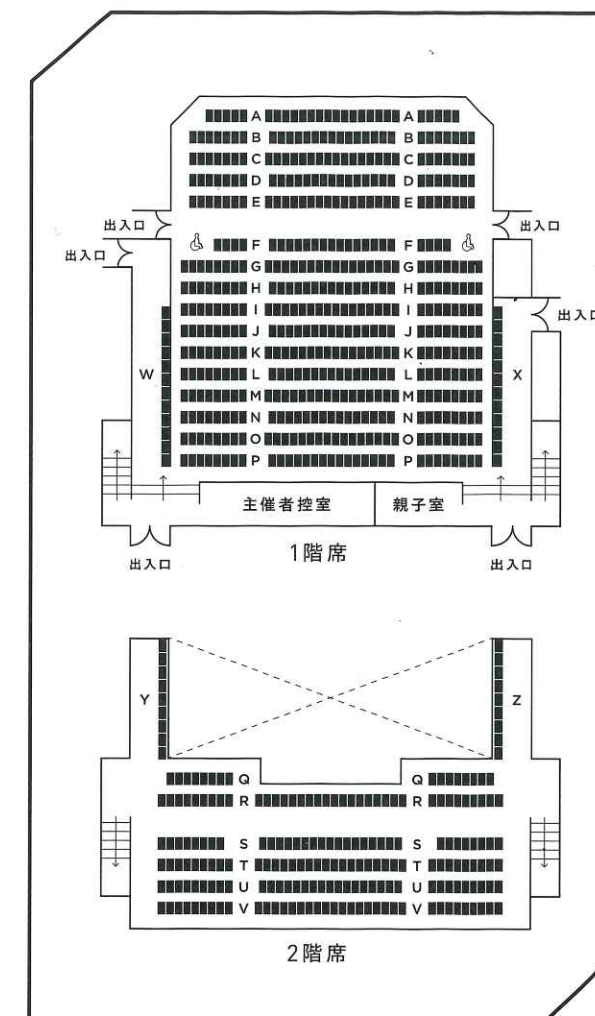 A A
B B
C C
D D
E E
出入口 出入口
出入口 F F
G G
H H
I I 出入口
J J
K K
W L L X
M M
N N
O O
P P
主催者控室 親子室
1階席
出入口 出入口
Y Z
Q Q
R R
S S
T T
U U
V V
2階席